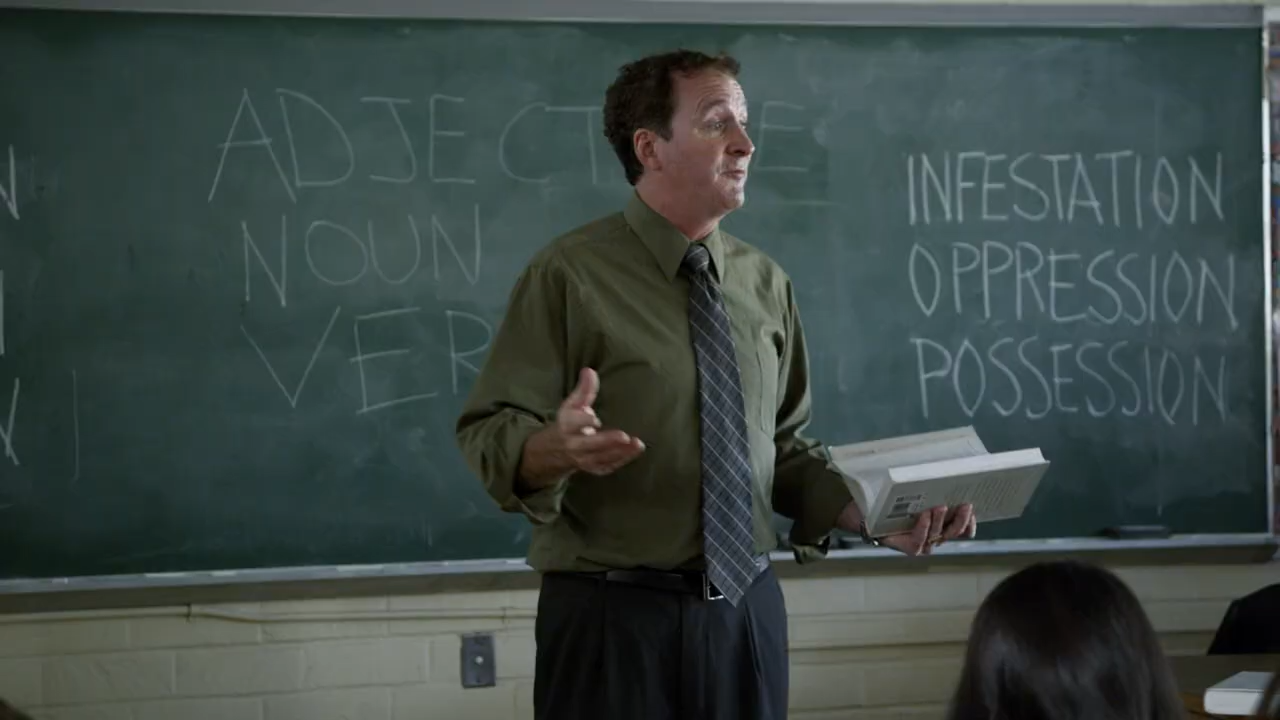 ADJECT E
NOUN
VER
INFESTATION
OPPRESSION
POSSESSION